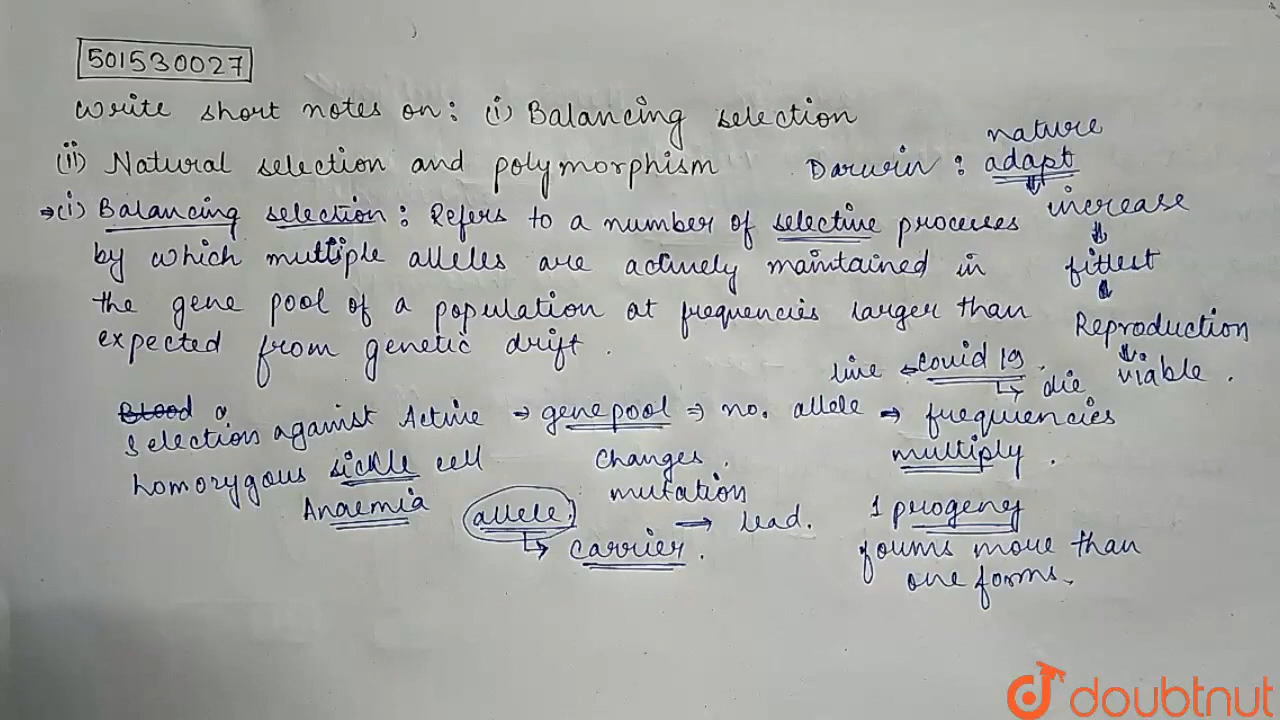 501530027
Write short notes on: (i) Balancing selection
(ii) Natural selection and polymorphism
Darwin : nature
adapt
increase
fittest
Reproduction
viable.
⇒(i) Balancing selection: Refers to a number of selective processes
by which multiple alleles are actively maintained in
the gene pool of a population at frequencies larger than
expected from genetic drift.
live ← covid 19.
↳ die
Blood
Selection against Active → gene pool ⇒ no. allele → frequencies
homozygous sickle cell
Anaemia
changes.
mutation
multiply.
allele.
↳ carrier.
→ lead.
1 progeny
forms more than
one forms.
doubtnut